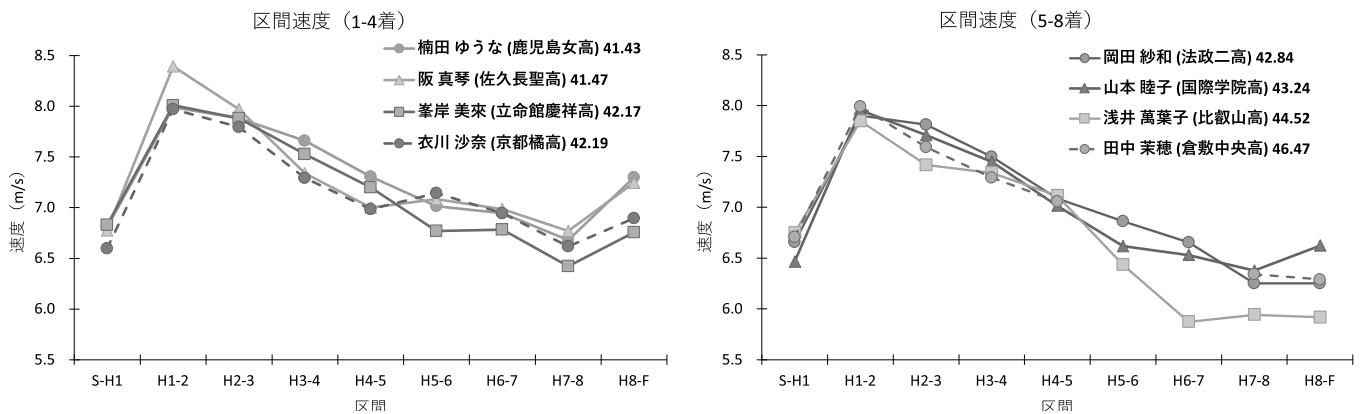 区間速度（1-4着）
楠田 ゆうな (鹿児島女高) 41.43
阪 真琴 (佐久長聖高) 41.47
峯岸 美來 (立命館慶祥高) 42.17
衣川 沙奈 (京都橘高) 42.19
8.5
8.0
7.5
7.0
6.5
6.0
5.5
速度（m/s）
S-H1 H1-2 H2-3 H3-4 H4-5 H5-6 H6-7 H7-8 H8-F
区間
区間速度（5-8着）
岡田 紗和 (法政二高) 42.84
山本 睦子 (国際学院高) 43.24
浅井 萬葉子 (比叡山高) 44.52
田中 茉穂 (倉敷中央高) 46.47
8.5
8.0
7.5
7.0
6.5
6.0
5.5
速度（m/s）
S-H1 H1-2 H2-3 H3-4 H4-5 H5-6 H6-7 H7-8 H8-F
区間